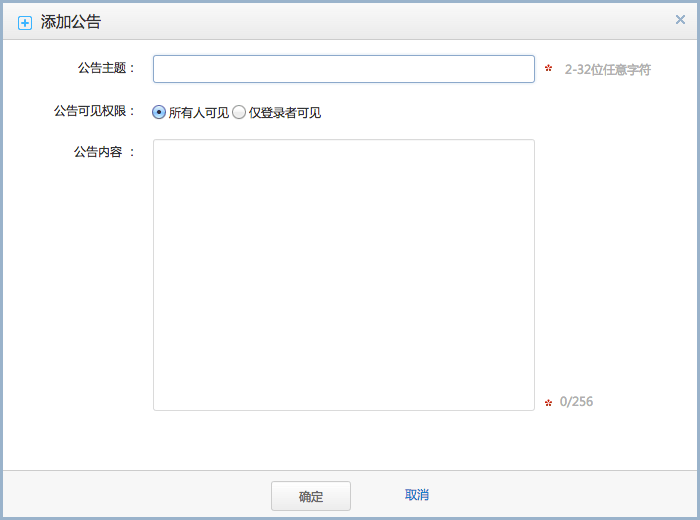 添加公告
公告主题： 2-32位任意字符
公告可见权限： 所有人可见 仅登录者可见
公告内容 ：
0/256
确定 取消